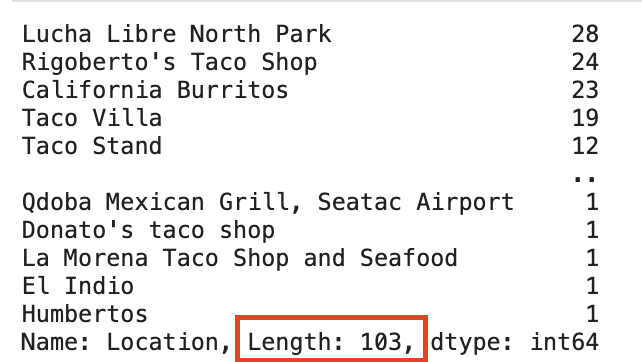 Lucha Libre North Park 28
Rigoberto's Taco Shop 24
California Burritos 23
Taco Villa 19
Taco Stand 12
..
Qdoba Mexican Grill, Seatac Airport 1
Donato's taco shop 1
La Morena Taco Shop and Seafood 1
El Indio 1
Humbertos 1
Name: Location, Length: 103, dtype: int64